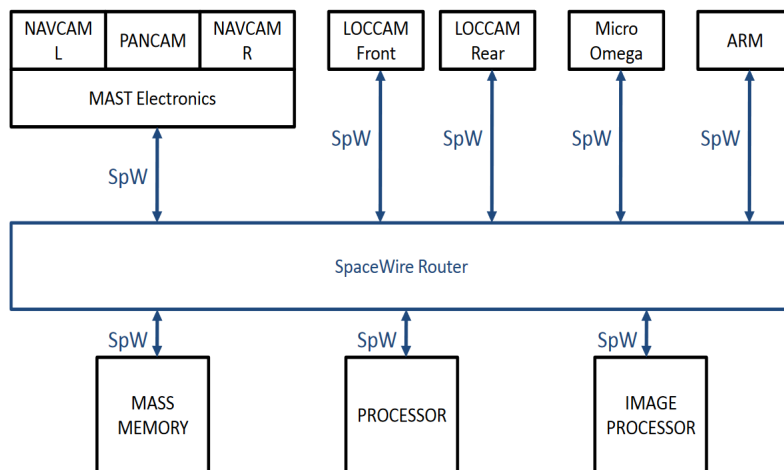 NAVCAM
L
PANCAM
NAVCAM
R
LOCCAM
Front
LOCCAM
Rear
Micro
Omega
ARM
MAST Electronics
SpW
SpW
SpW
SpW
SpW
SpaceWire Router
SpW
SpW
SpW
MASS
MEMORY
PROCESSOR
IMAGE
PROCESSOR